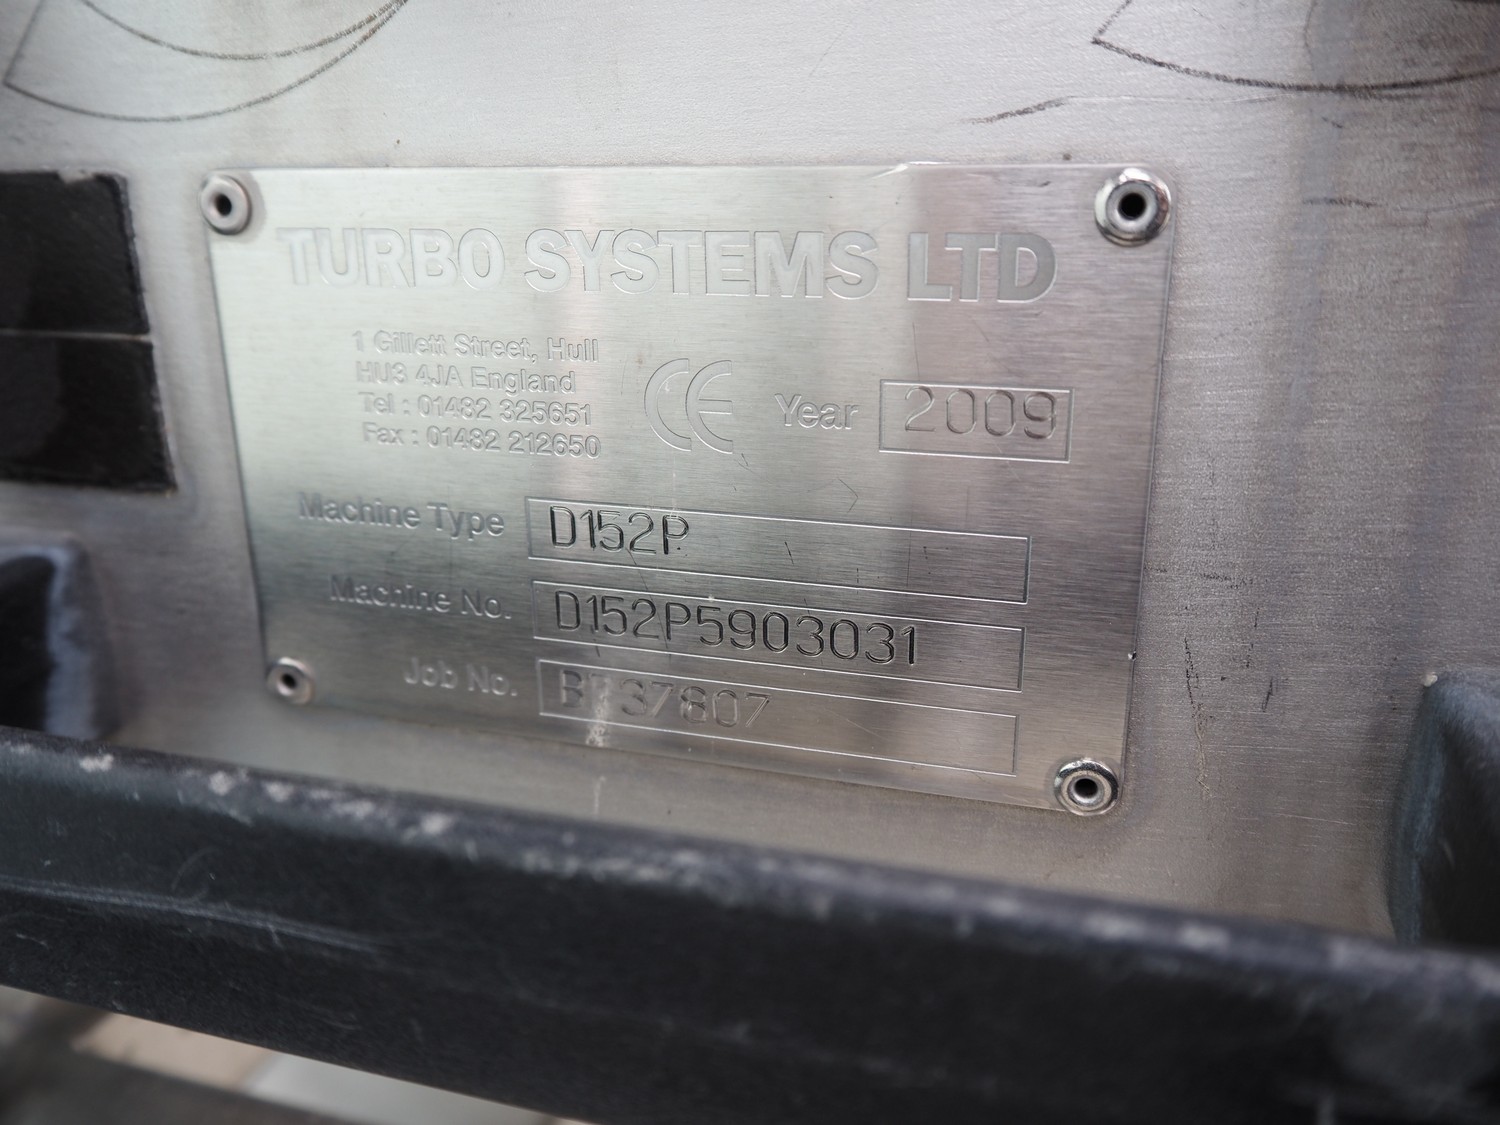 TURBO SYSTEMS LTD
1 Gillett Street, Hull
HU3 4JA England
Tel : 01482 325651
Fax : 01482 212650
CE
Year 2009
Machine Type D152P
Machine No. D152P5903031
Job No.